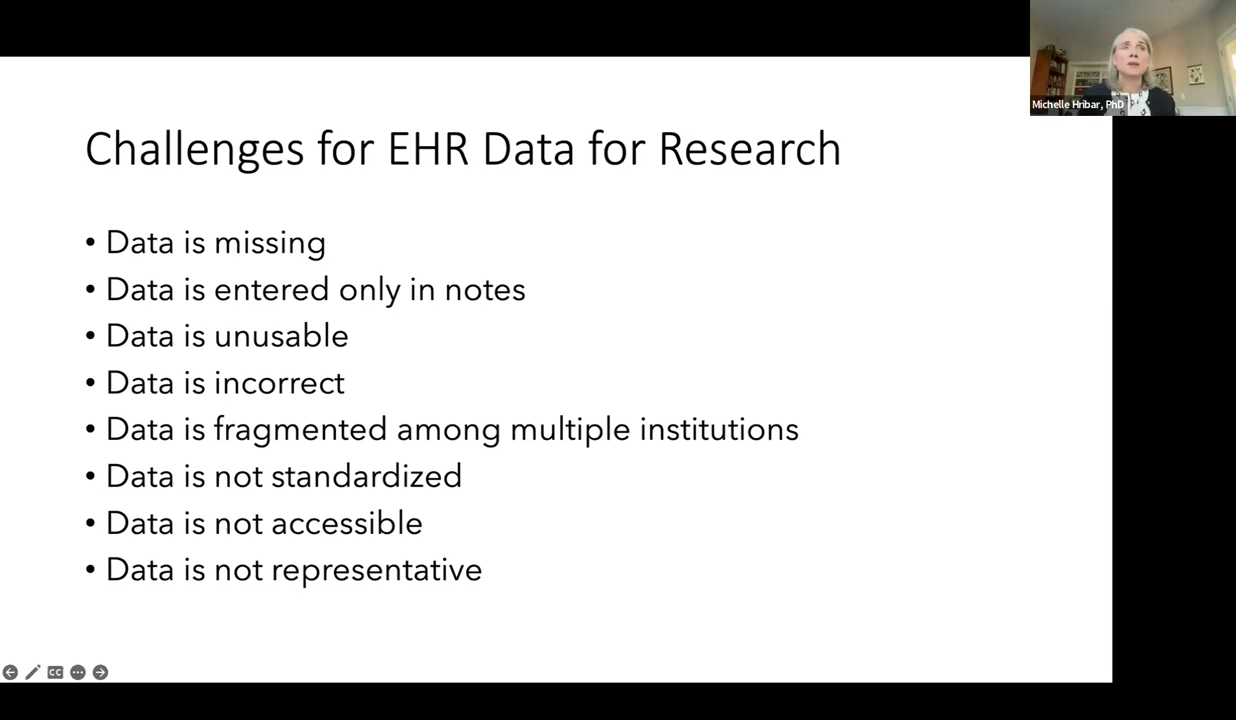 Michelle Hribar, PhD
Challenges for EHR Data for Research
• Data is missing
• Data is entered only in notes
• Data is unusable
• Data is incorrect
• Data is fragmented among multiple institutions
• Data is not standardized
• Data is not accessible
• Data is not representative
CC